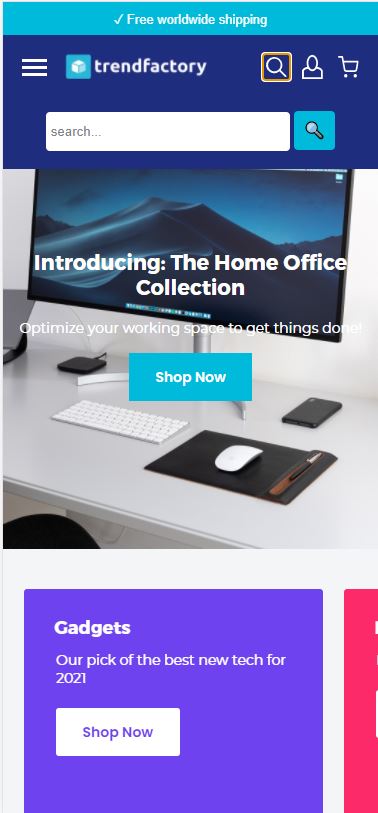 ✓ Free worldwide shipping
trendfactory
search...
Introducing: The Home Office
Collection
Optimize your working space to get things done!
Shop Now
Gadgets
Our pick of the best new tech for
2021
Shop Now